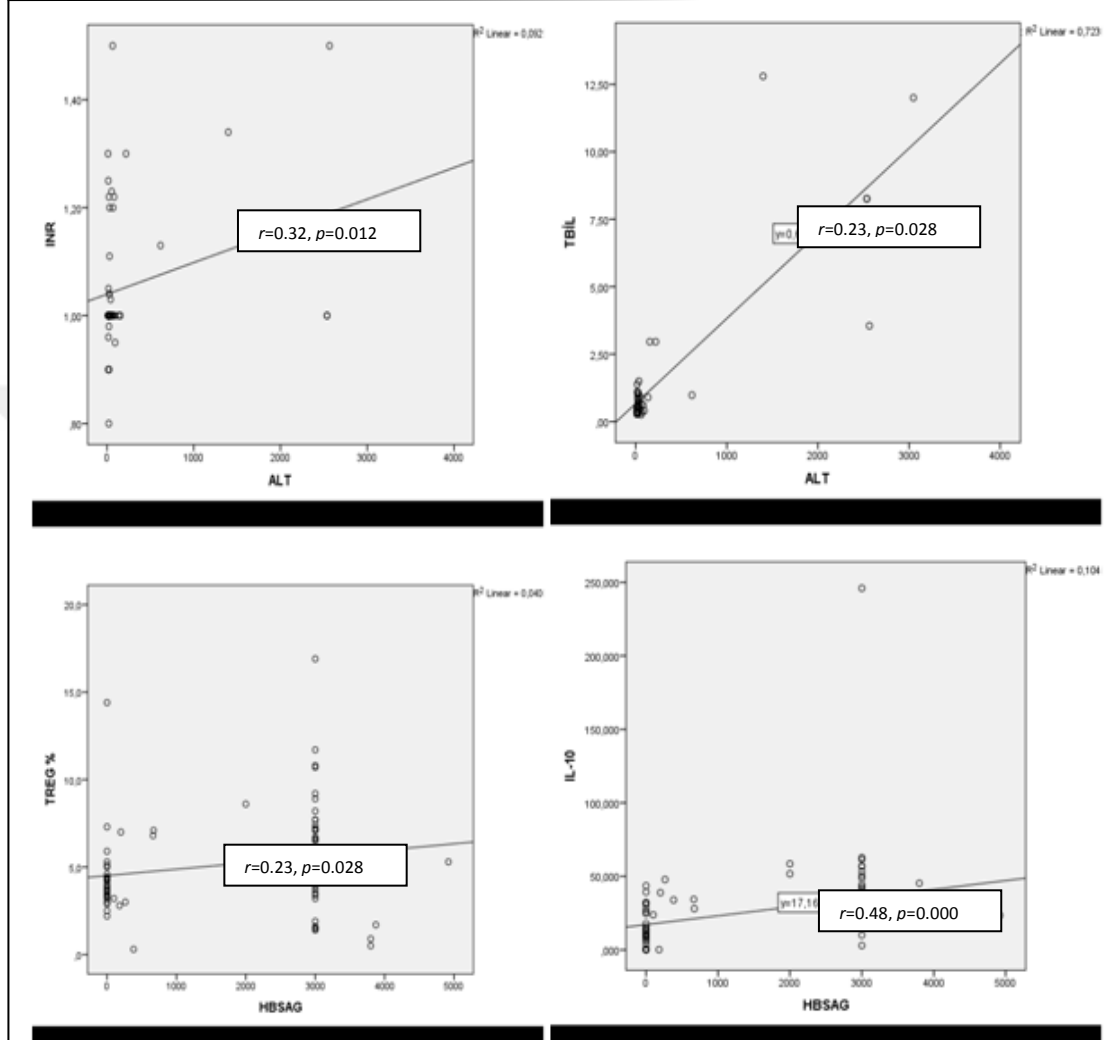 R² Linear = 0,092
INR
1,40
1,20
1,00
,80
r=0.32, p=0.012
0 1000 2000 3000 4000
ALT
R² Linear = 0,723
TBİL
12,50
10,00
7,50
5,00
2,50
,00
y=0,
r=0.23, p=0.028
0 1000 2000 3000 4000
ALT
R² Linear = 0,040
TREG %
20,0
15,0
10,0
5,0
,0
r=0.23, p=0.028
0 1000 2000 3000 4000 5000
HBSAG
R² Linear = 0,104
IL-10
250,000
200,000
150,000
100,000
50,000
,000
y=17,16
r=0.48, p=0.000
0 1000 2000 3000 4000 5000
HBSAG